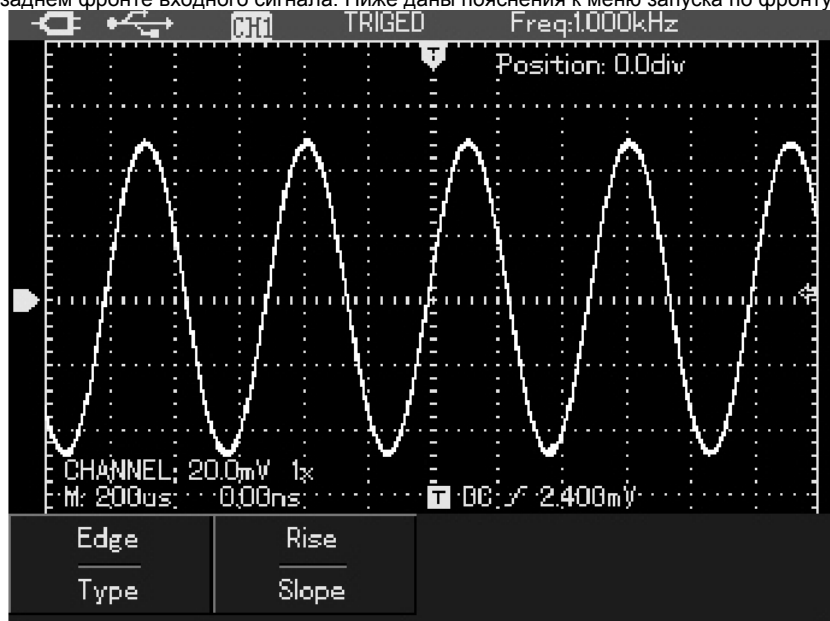 заднем фронте входного сигнала. Ниже даны пояснения к меню запуска по фронту
CH1 TRIGED Freq:1.000kHz
T
Position: 0.0div
CHANNEL: 20.0mV 1x
M: 200us 0.00ns T DC 2.400mV
Edge Rise
Type Slope